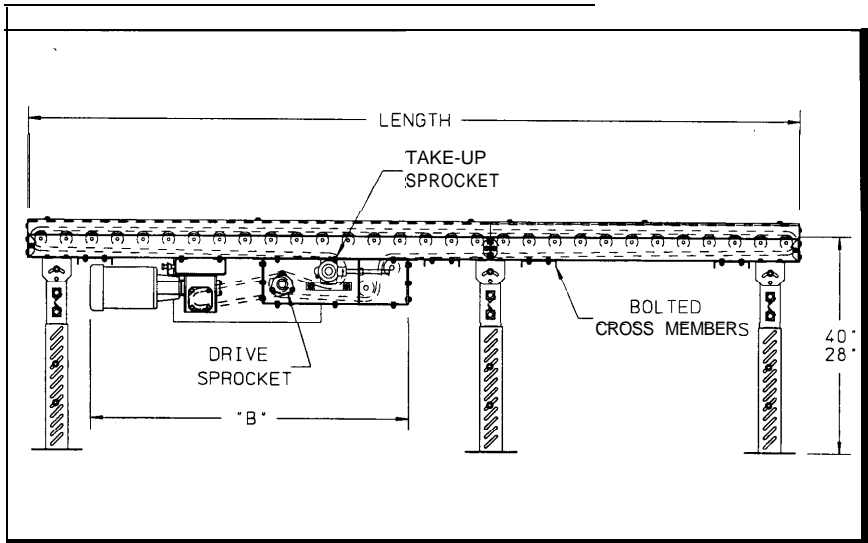 LENGTH
TAKE-UP
SPROCKET
BOLTED
CROSS MEMBERS
40"
28"
DRIVE
SPROCKET
"B"